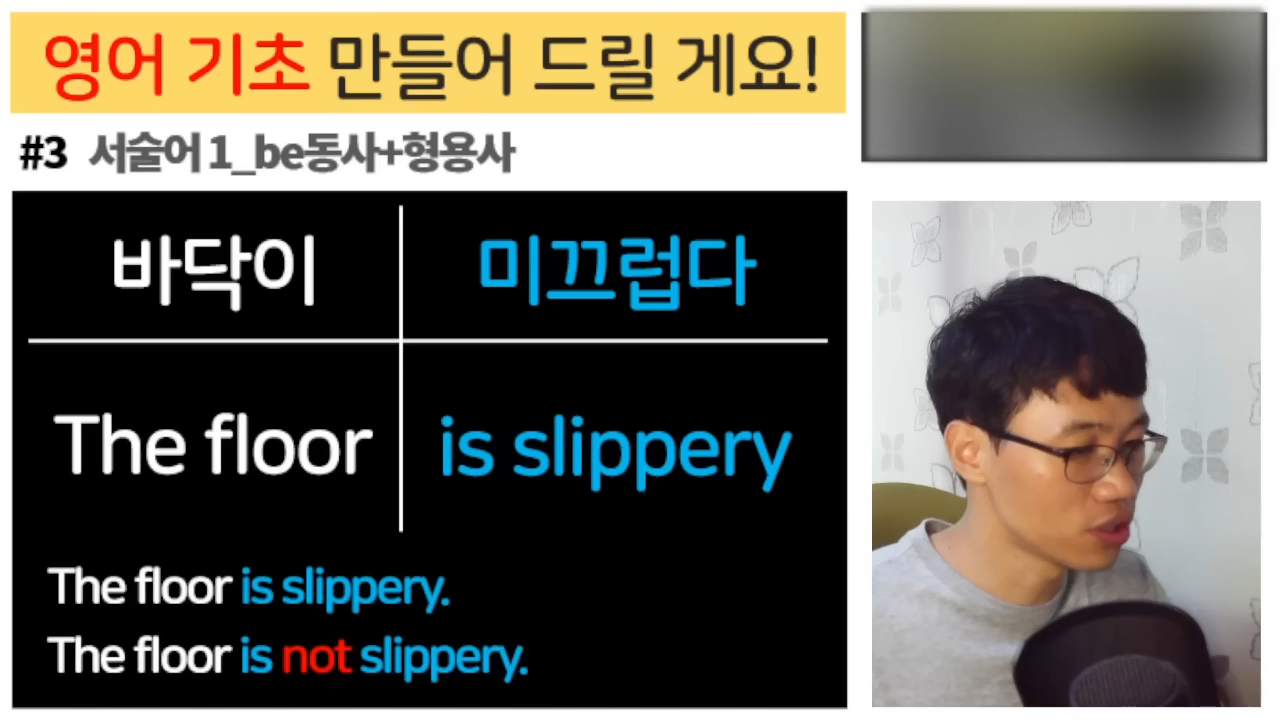 영어 기초 만들어 드릴 게요!
#3 서술어 1_be동사+형용사
바닥이 미끄럽다
The floor is slippery
The floor is slippery.
The floor is not slippery.